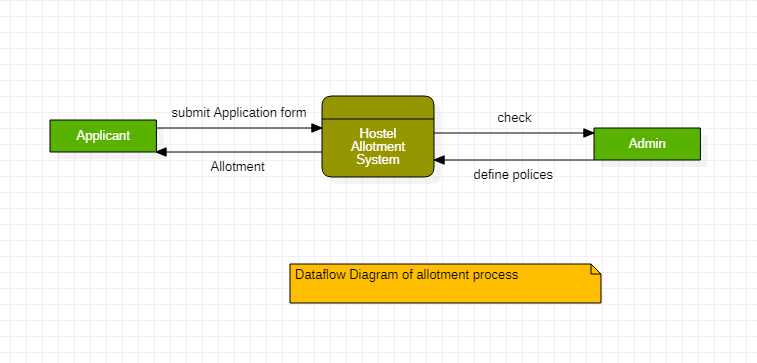 submit Application form
Applicant
Allotment
Hostel
Allotment
System
check
Admin
define polices
Dataflow Diagram of allotment process